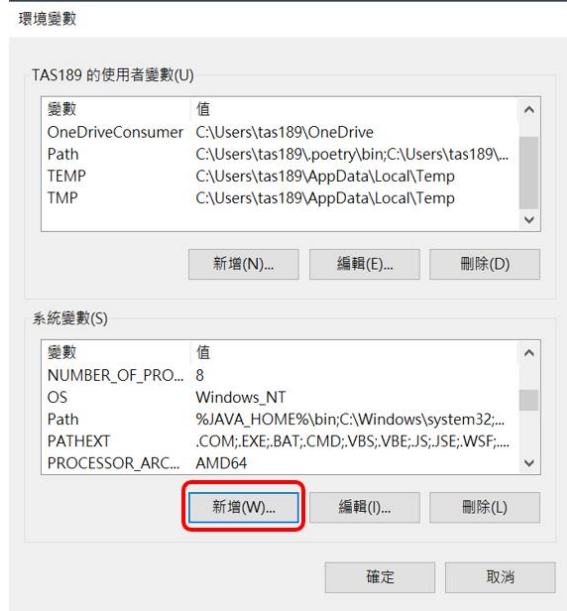 環境變數
TAS189 的使用者變數(U)
變數 值
OneDriveConsumer C:\Users\tas189\OneDrive
Path C:\Users\tas189\.poetry\bin;C:\Users\tas189\...
TEMP C:\Users\tas189\AppData\Local\Temp
TMP C:\Users\tas189\AppData\Local\Temp
新增(N)... 編輯(E)... 刪除(D)
系統變數(S)
變數 值
NUMBER_OF_PRO... 8
OS Windows_NT
Path %JAVA_HOME%\bin;C:\Windows\system32;...
PATHEXT .COM;.EXE;.BAT;.CMD;.VBS;.VBE;.JS;.JSE;.WSF;....
PROCESSOR_ARC... AMD64
新增(W)... 編輯(I)... 刪除(L)
確定 取消